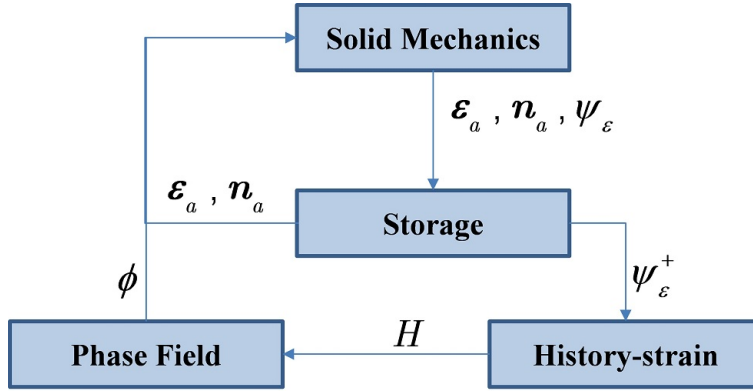 Solid Mechanics
ε_a , n_a , ψ_ε
ε_a , n_a
Storage
ψ_ε^+
ϕ
H
Phase Field
History-strain